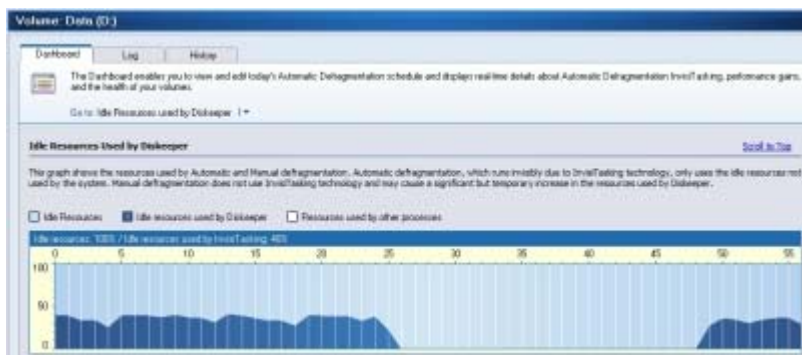 Volume: Data (D:)
Dashboard Log History
The Dashboard enables you to view and edit today's Automatic Defragmentation schedule and displays real-time details about Automatic Defragmentation InvisiTasking, performance gains,
and the health of your volumes.
Go to: Idle Resources used by Diskeeper
Idle Resources Used by Diskeeper Scroll to Top
This graph shows the resources used by Automatic and Manual defragmentation. Automatic defragmentation, which runs invisibly due to InvisiTasking technology, only uses the idle resources not
used by the system. Manual defragmentation does not use InvisiTasking technology and may cause a significant but temporary increase in the resources used by Diskeeper.
Idle Resources Idle resources used by Diskeeper Resources used by other processes
Idle resources: 100% / Idle resources used by InvisiTasking: 40%
0 5 10 15 20 25 30 35 40 45 50 55
100
50
0